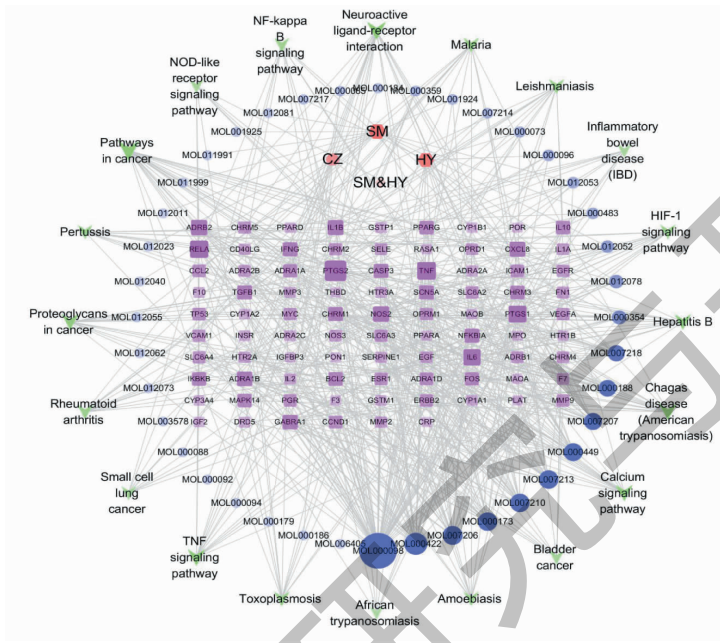 Neuroactive
ligand-receptor
interaction
NF-kappa
B
signaling
pathway
Malaria
NOD-like
receptor
signaling
pathway
Leishmaniasis
MOL000085 MOL000184 MOL000359
MOL007217 MOL001924
MOL012081 MOL007214
MOL001925 MOL000073
MOL011991 MOL000096
MOL011999 MOL012053
MOL012011 MOL000483
MOL012023 MOL012052
MOL012040 MOL012078
MOL012055 MOL000354
MOL012062 MOL007218
MOL012073 MOL000188
MOL003578 MOL007207
MOL000088 MOL000449
MOL000092 MOL007213
MOL000094 MOL007210
MOL000179 MOL000173
MOL000186 MOL007206
MOL006405 MOL000098 MOL000422
Inflammatory
bowel
disease
(IBD)
Pathways
in cancer
SM
CZ HY
SM&HY
Pertussis
HIF-1
signaling
pathway
ADRB2 CHRM5 PPARD IL1B GSTP1 PPARG CYP1B1 POR IL10
RELA CD40LG IFNG CHRM2 SELE RASA1 OPRD1 CXCL8 IL1A
CCL2 ADRA2B ADRA1A PTGS2 CASP3 TNF ADRA2A ICAM1 EGFR
F10 TGFB1 MMP3 THBD HTR3A SCN5A SLC6A2 CHRM3 FN1
TP53 CYP1A2 MYC CHRM1 NOS2 OPRM1 MAOB PTGS1 VEGFA
VCAM1 INSR ADRA2C NOS3 SLC6A3 PPARA NFKBIA MPO HTR1B
SLC6A4 HTR2A IGFBP3 PON1 SERPINE1 EGF IL6 ADRB1 CHRM4
IKBKB ADRA1B IL2 BCL2 ESR1 ADRA1D FOS MAOA F7
CYP3A4 MAPK14 PGR F3 GSTM1 ERBB2 CYP1A1 PLAT MMP9
IGF2 DRD5 GABRA1 CCND1 MMP2 CRP
Proteoglycans
in cancer
Hepatitis B
Rheumatoid
arthritis
Chagas
disease
(American
trypanosomiasis)
Small cell
lung
cancer
Calcium
signaling
pathway
TNF
signaling
pathway
Bladder
cancer
Toxoplasmosis
African
trypanosomiasis
Amoebiasis